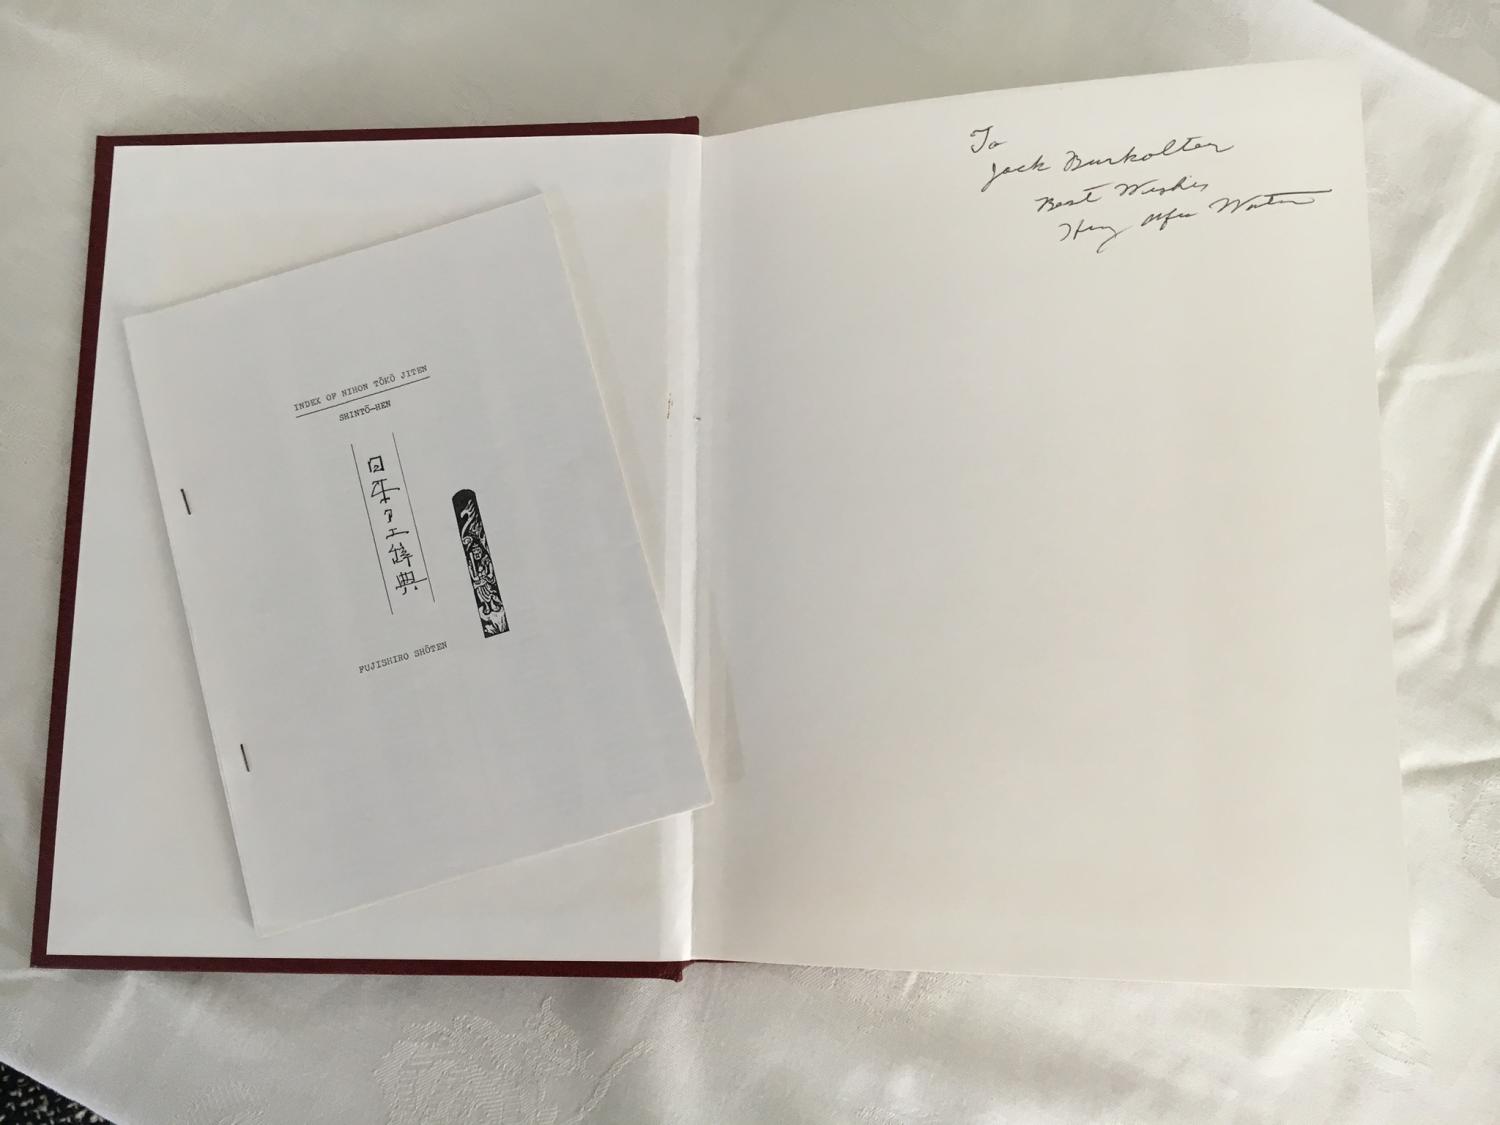 INDEX OF NIHON TŌKŌ JITEN
SHINTŌ-HEN
日本刀工辞典
FUJISHIRO SHŌTEN
To
Jack Burkolter
Best Wishes